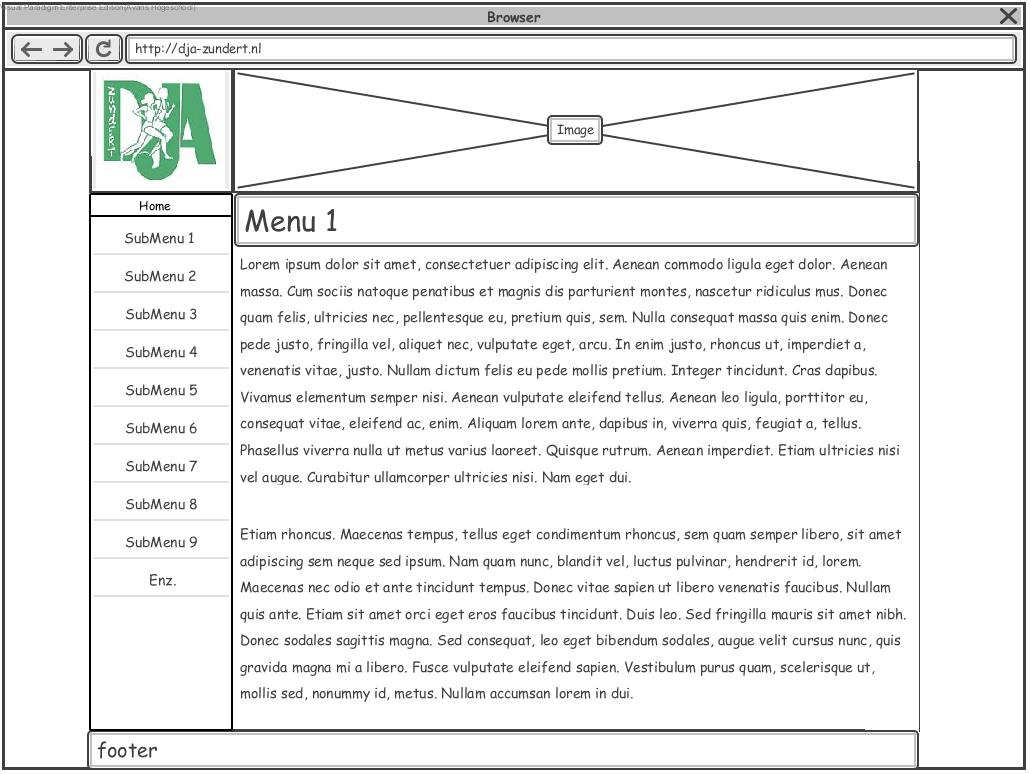 Visual Paradigm Enterprise Edition(Avans Hogeschool)
Browser
http://dja-zundert.nl
ZUNDERT
DJA
Image
Home
SubMenu 1
SubMenu 2
SubMenu 3
SubMenu 4
SubMenu 5
SubMenu 6
SubMenu 7
SubMenu 8
SubMenu 9
Enz.
Menu 1
Lorem ipsum dolor sit amet, consectetuer adipiscing elit. Aenean commodo ligula eget dolor. Aenean
massa. Cum sociis natoque penatibus et magnis dis parturient montes, nascetur ridiculus mus. Donec
quam felis, ultricies nec, pellentesque eu, pretium quis, sem. Nulla consequat massa quis enim. Donec
pede justo, fringilla vel, aliquet nec, vulputate eget, arcu. In enim justo, rhoncus ut, imperdiet a,
venenatis vitae, justo. Nullam dictum felis eu pede mollis pretium. Integer tincidunt. Cras dapibus.
Vivamus elementum semper nisi. Aenean vulputate eleifend tellus. Aenean leo ligula, porttitor eu,
consequat vitae, eleifend ac, enim. Aliquam lorem ante, dapibus in, viverra quis, feugiat a, tellus.
Phasellus viverra nulla ut metus varius laoreet. Quisque rutrum. Aenean imperdiet. Etiam ultricies nisi
vel augue. Curabitur ullamcorper ultricies nisi. Nam eget dui.
Etiam rhoncus. Maecenas tempus, tellus eget condimentum rhoncus, sem quam semper libero, sit amet
adipiscing sem neque sed ipsum. Nam quam nunc, blandit vel, luctus pulvinar, hendrerit id, lorem.
Maecenas nec odio et ante tincidunt tempus. Donec vitae sapien ut libero venenatis faucibus. Nullam
quis ante. Etiam sit amet orci eget eros faucibus tincidunt. Duis leo. Sed fringilla mauris sit amet nibh.
Donec sodales sagittis magna. Sed consequat, leo eget bibendum sodales, augue velit cursus nunc, quis
gravida magna mi a libero. Fusce vulputate eleifend sapien. Vestibulum purus quam, scelerisque ut,
mollis sed, nonummy id, metus. Nullam accumsan lorem in dui.
footer